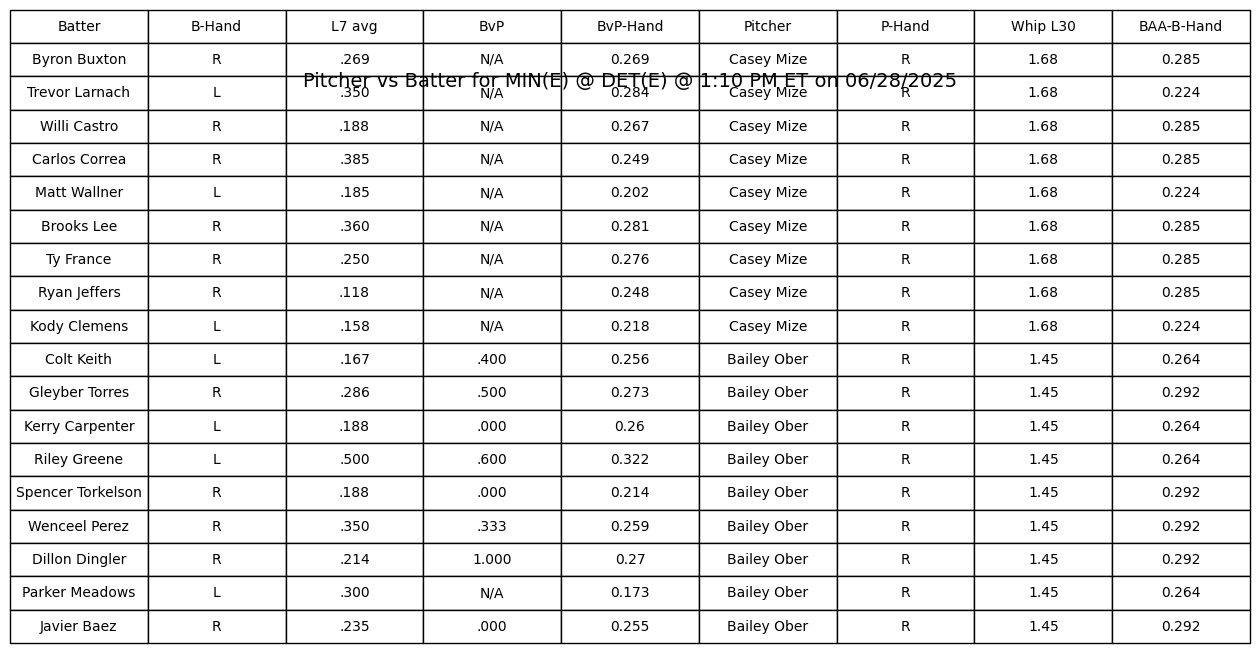 Batter B-Hand L7 avg BvP BvP-Hand Pitcher P-Hand Whip L30 BAA-B-Hand
Byron Buxton R .269 N/A 0.269 Casey Mize R 1.68 0.285
Pitcher vs Batter for MIN(E) @ DET(E) @ 1:10 PM ET on 06/28/2025
Trevor Larnach L .350 N/A 0.284 Casey Mize R 1.68 0.224
Willi Castro R .188 N/A 0.267 Casey Mize R 1.68 0.285
Carlos Correa R .385 N/A 0.249 Casey Mize R 1.68 0.285
Matt Wallner L .185 N/A 0.202 Casey Mize R 1.68 0.224
Brooks Lee R .360 N/A 0.281 Casey Mize R 1.68 0.285
Ty France R .250 N/A 0.276 Casey Mize R 1.68 0.285
Ryan Jeffers R .118 N/A 0.248 Casey Mize R 1.68 0.285
Kody Clemens L .158 N/A 0.218 Casey Mize R 1.68 0.224
Colt Keith L .167 .400 0.256 Bailey Ober R 1.45 0.264
Gleyber Torres R .286 .500 0.273 Bailey Ober R 1.45 0.292
Kerry Carpenter L .188 .000 0.26 Bailey Ober R 1.45 0.264
Riley Greene L .500 .600 0.322 Bailey Ober R 1.45 0.264
Spencer Torkelson R .188 .000 0.214 Bailey Ober R 1.45 0.292
Wenceel Perez R .350 .333 0.259 Bailey Ober R 1.45 0.292
Dillon Dingler R .214 1.000 0.27 Bailey Ober R 1.45 0.292
Parker Meadows L .300 N/A 0.173 Bailey Ober R 1.45 0.264
Javier Baez R .235 .000 0.255 Bailey Ober R 1.45 0.292